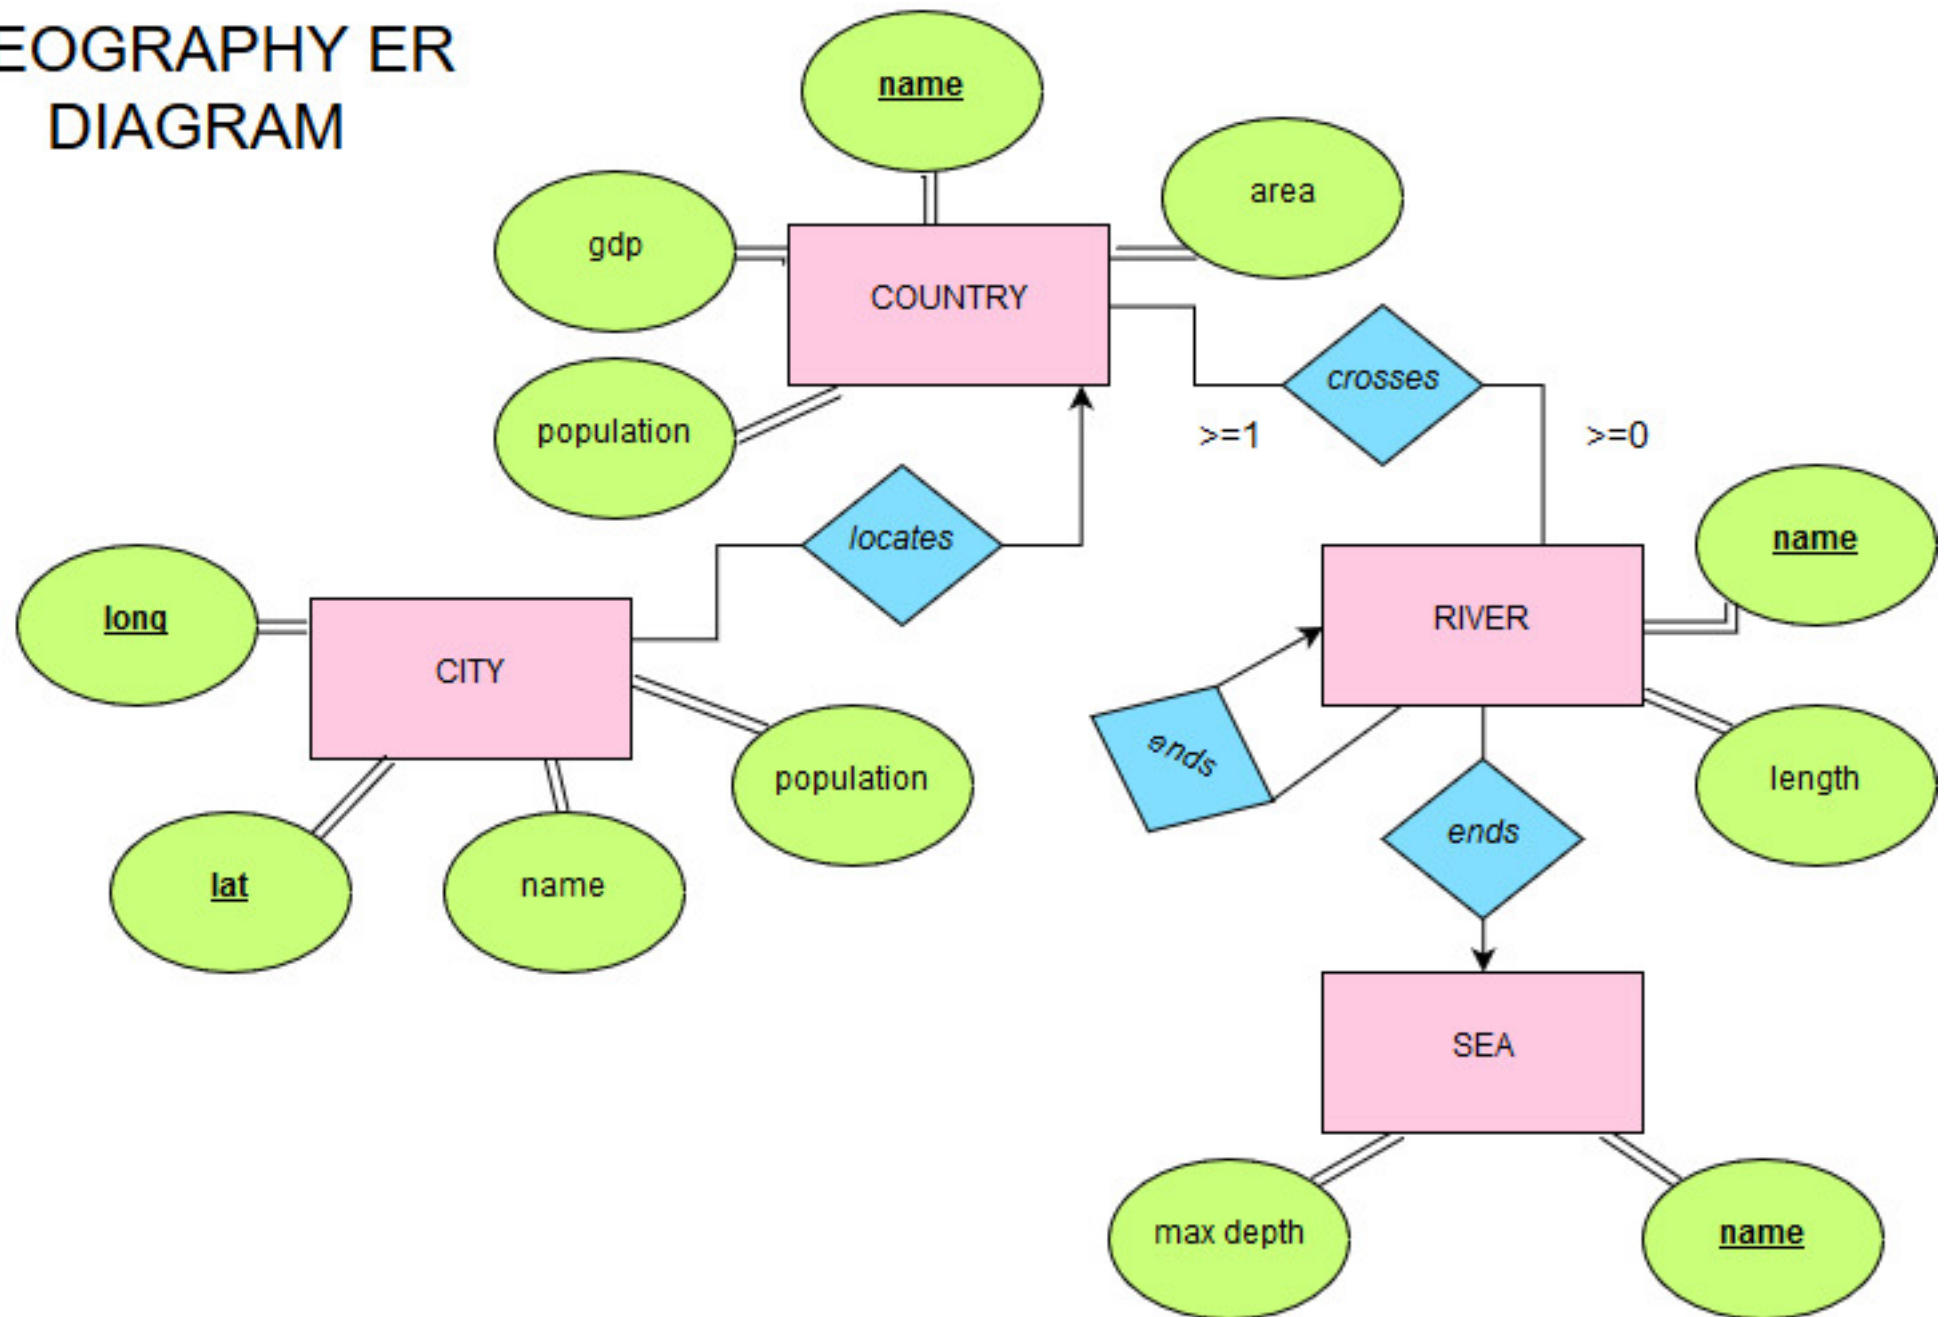 EOGRAPHY ER
DIAGRAM
name
area
gdp
COUNTRY
crosses
population
>=1
>=0
locates
name
long
RIVER
CITY
ends
population
length
ends
lat
name
SEA
max depth
name